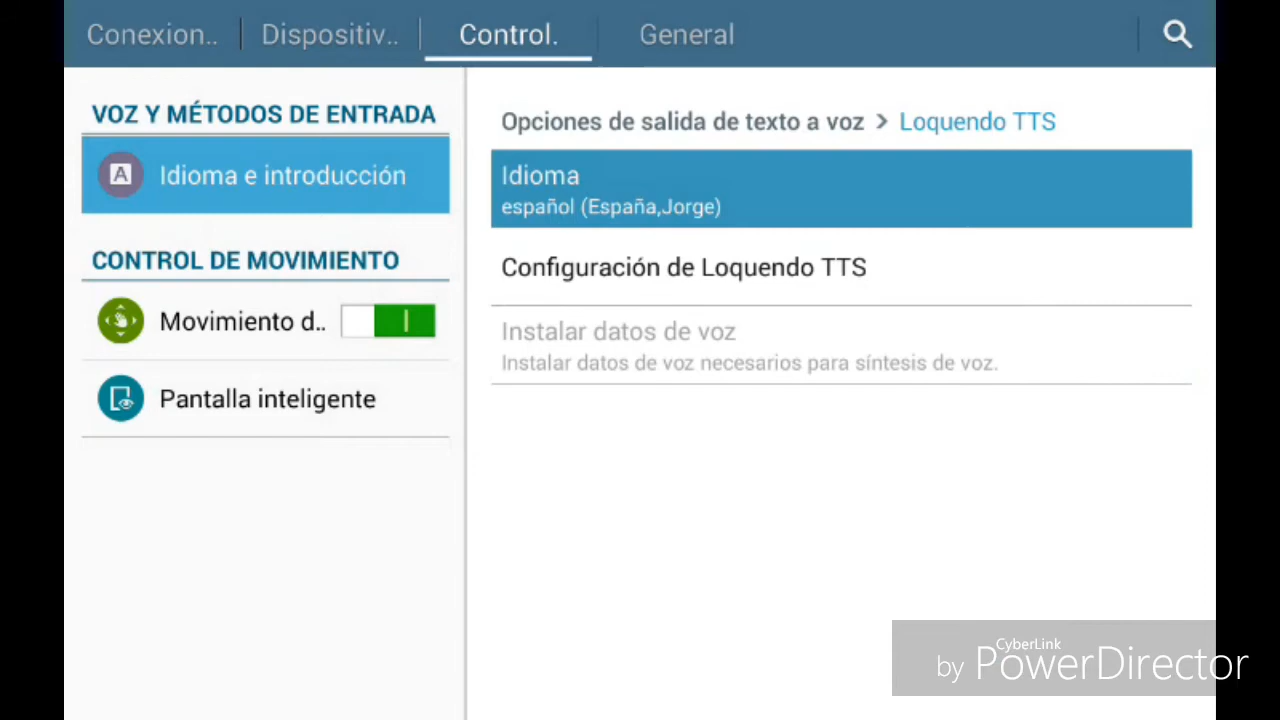 Conexion..
Dispositiv..
Control.
General
VOZ Y MÉTODOS DE ENTRADA
A Idioma e introducción
CONTROL DE MOVIMIENTO
Movimiento d..
Pantalla inteligente
Opciones de salida de texto a voz > Loquendo TTS
Idioma
español (España,Jorge)
Configuración de Loquendo TTS
Instalar datos de voz
Instalar datos de voz necesarios para síntesis de voz.
CyberLink
by PowerDirector